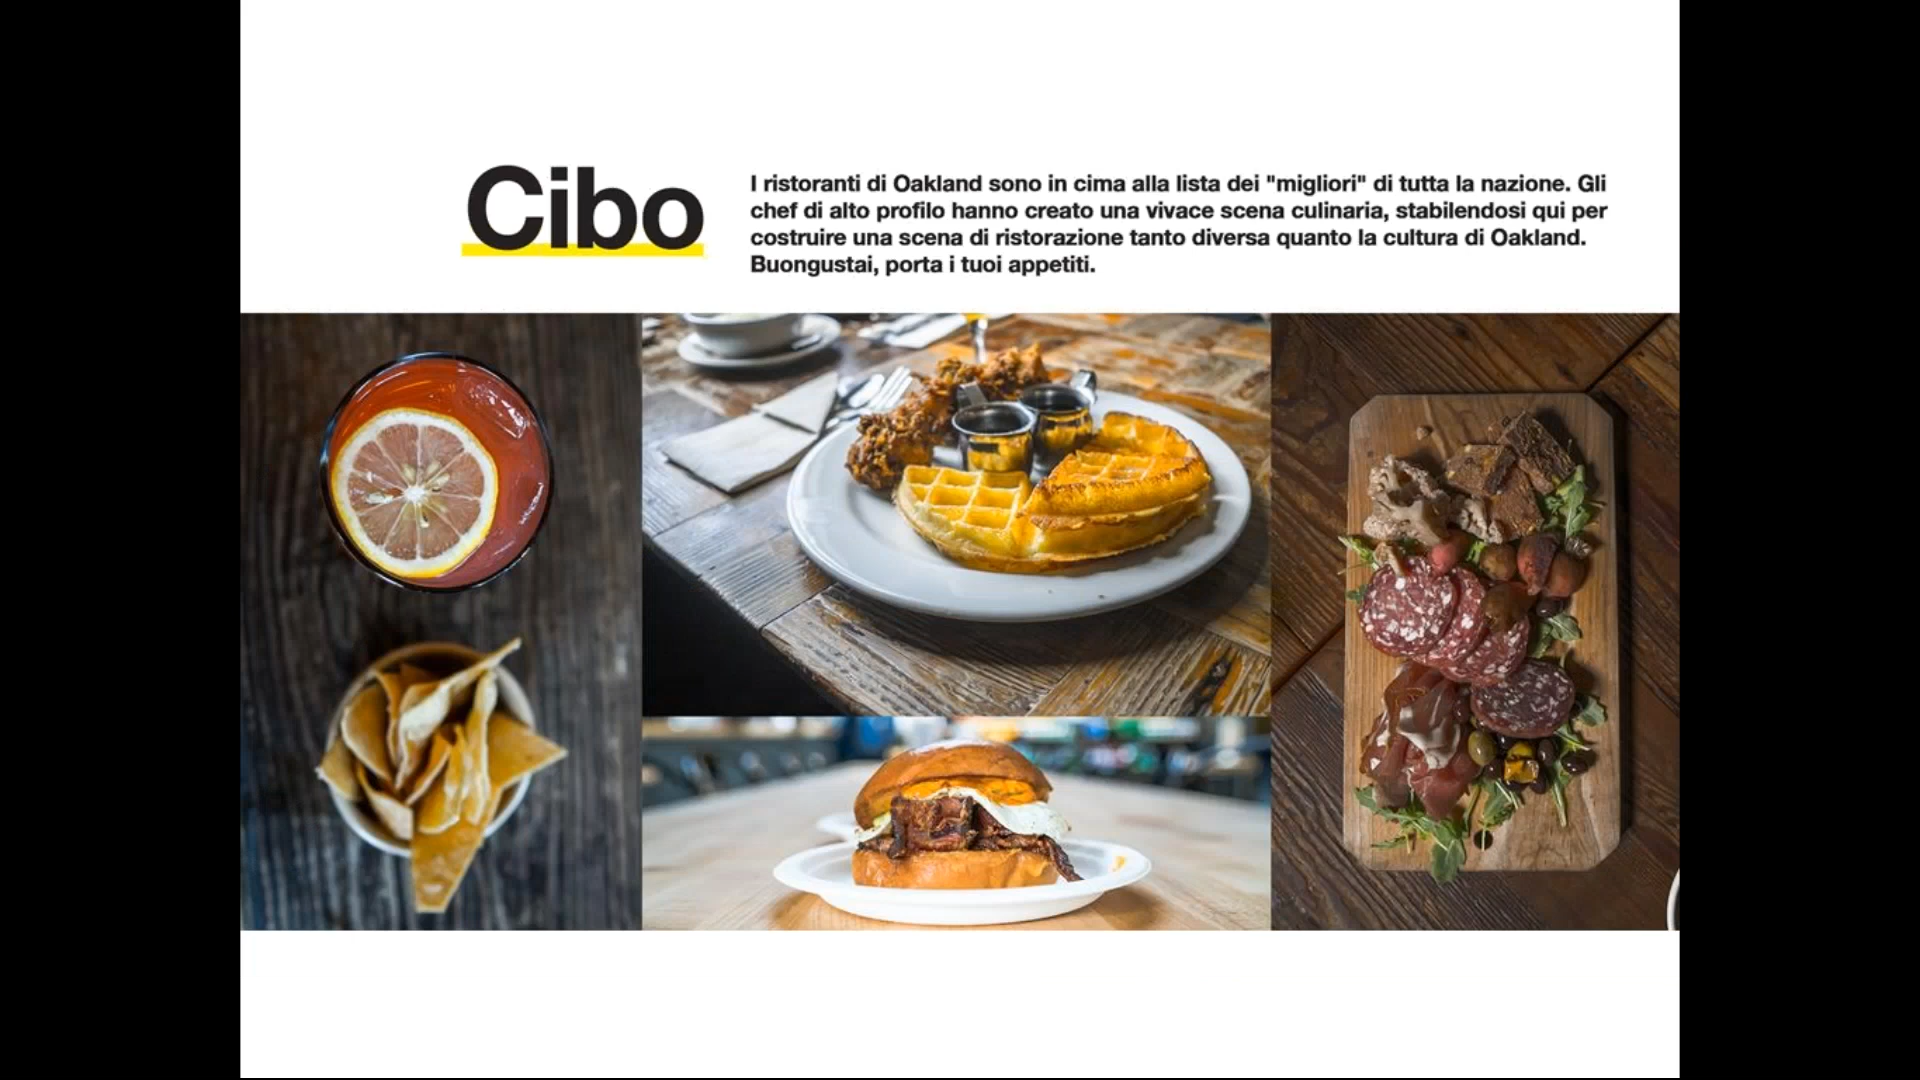 Cibo
I ristoranti di Oakland sono in cima alla lista dei "migliori" di tutta la nazione. Gli
chef di alto profilo hanno creato una vivace scena culinaria, stabilendosi qui per
costruire una scena di ristorazione tanto diversa quanto la cultura di Oakland.
Buongustai, porta i tuoi appetiti.